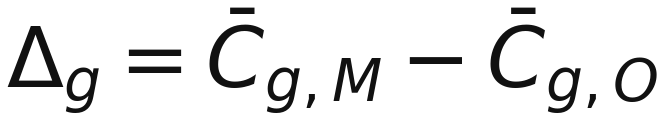 Δ_g = C̄_{g, M} − C̄_{g, O}